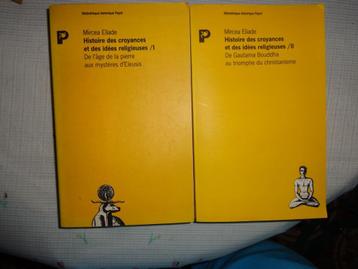 Bibliothèque historique Payot
P
Mircea Eliade
Histoire des croyances
et des idées religieuses /I
De l'âge de la pierre
aux mystères d'Eleusis
Bibliothèque historique Payot
P
Mircea Eliade
Histoire des croyances
et des idées religieuses /II
De Gautama Bouddha
au triomphe du christianisme